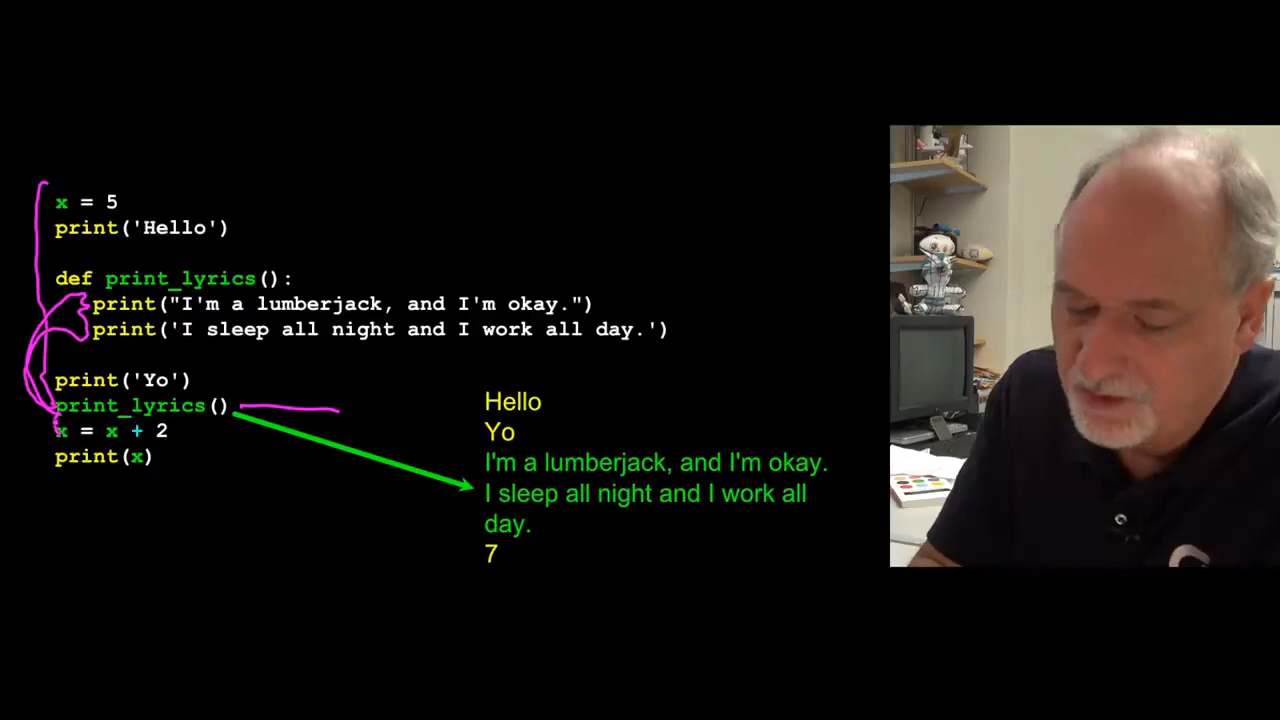 x = 5
print('Hello')
def print_lyrics():
print("I'm a lumberjack, and I'm okay.")
print('I sleep all night and I work all day.')
print('Yo')
print_lyrics()
x = x + 2
print(x)
Hello
Yo
I'm a lumberjack, and I'm okay.
I sleep all night and I work all
day.
7